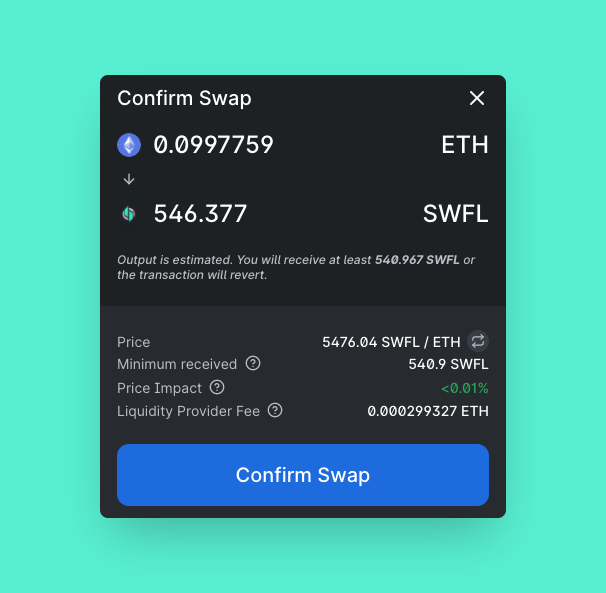 Confirm Swap
0.0997759 ETH
546.377 SWFL
Output is estimated. You will receive at least 540.967 SWFL or
the transaction will revert.
Price 5476.04 SWFL / ETH
Minimum received 540.9 SWFL
Price Impact <0.01%
Liquidity Provider Fee 0.000299327 ETH
Confirm Swap